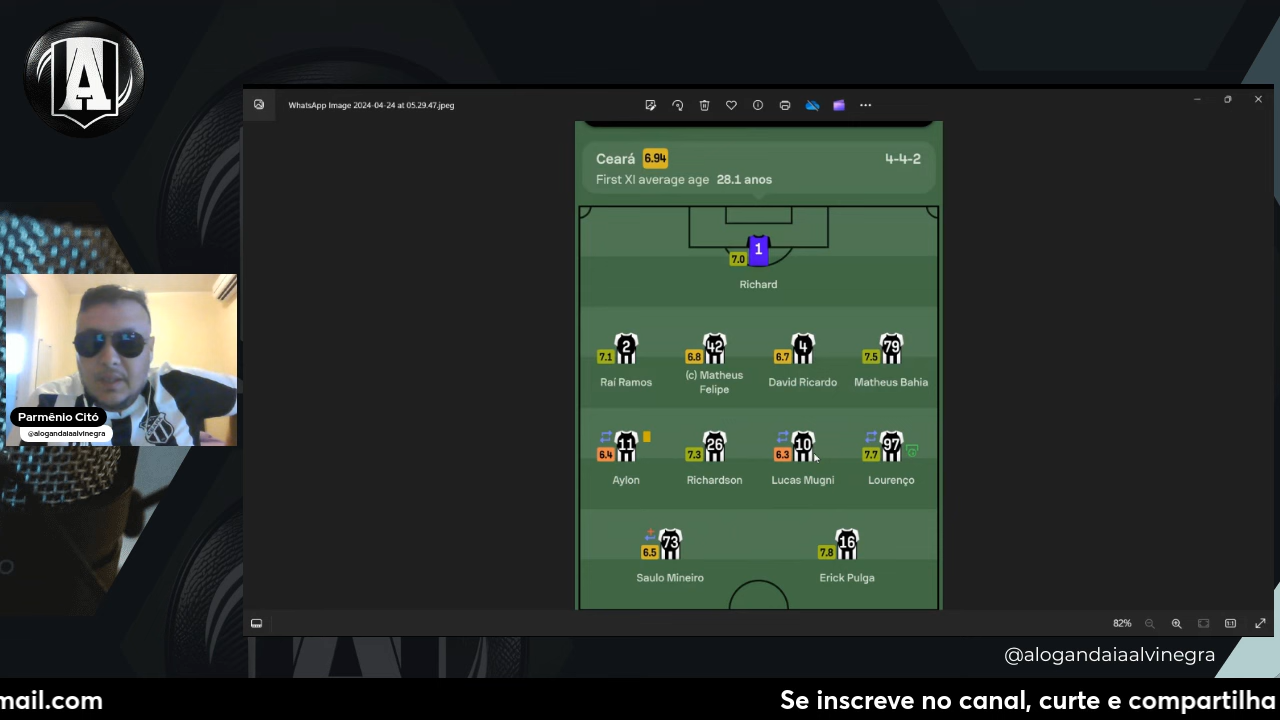 A
WhatsApp Image 2024-04-24 at 05.29.47.jpeg
Ceará 6.94 4-4-2
First XI average age 28.1 anos
1
7.0
Richard
2 42 4 79
7.1 6.8 6.7 7.5
Raí Ramos (c) Matheus Felipe David Ricardo Matheus Bahia
11 26 10 97
6.4 7.3 6.3 7.7
Aylon Richardson Lucas Mugni Lourenço
73 16
6.5 7.8
Saulo Mineiro Erick Pulga
Parmênio Citó
@alogandaiaalvinegra
82%
@alogandaiaalvinegra
mail.com Se inscreve no canal, curte e compartilha